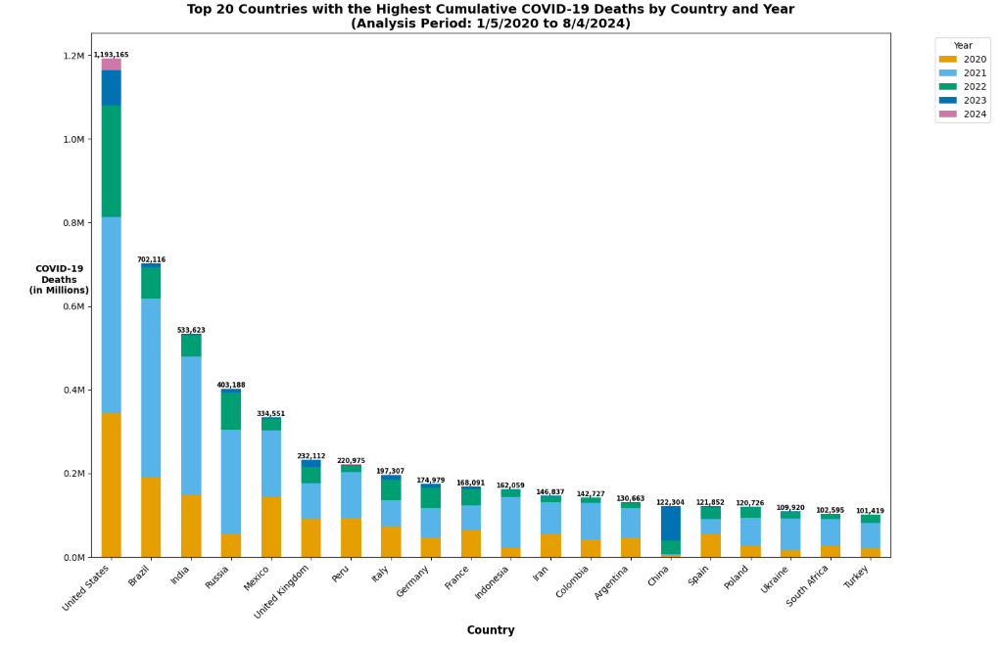 Top 20 Countries with the Highest Cumulative COVID-19 Deaths by Country and Year
(Analysis Period: 1/5/2020 to 8/4/2024)
Year
2020
2021
2022
2023
2024
COVID-19
Deaths
(in Millions)
1.2M
1.0M
0.8M
0.6M
0.4M
0.2M
0.0M
1,193,165
702,116
533,623
403,188
334,551
232,112
220,975
197,307
174,979
168,091
162,059
146,837
142,727
130,663
122,304
121,852
120,726
109,920
102,595
101,419
United States
Brazil
India
Russia
Mexico
United Kingdom
Peru
Italy
Germany
France
Indonesia
Iran
Colombia
Argentina
China
Spain
Poland
Ukraine
South Africa
Turkey
Country